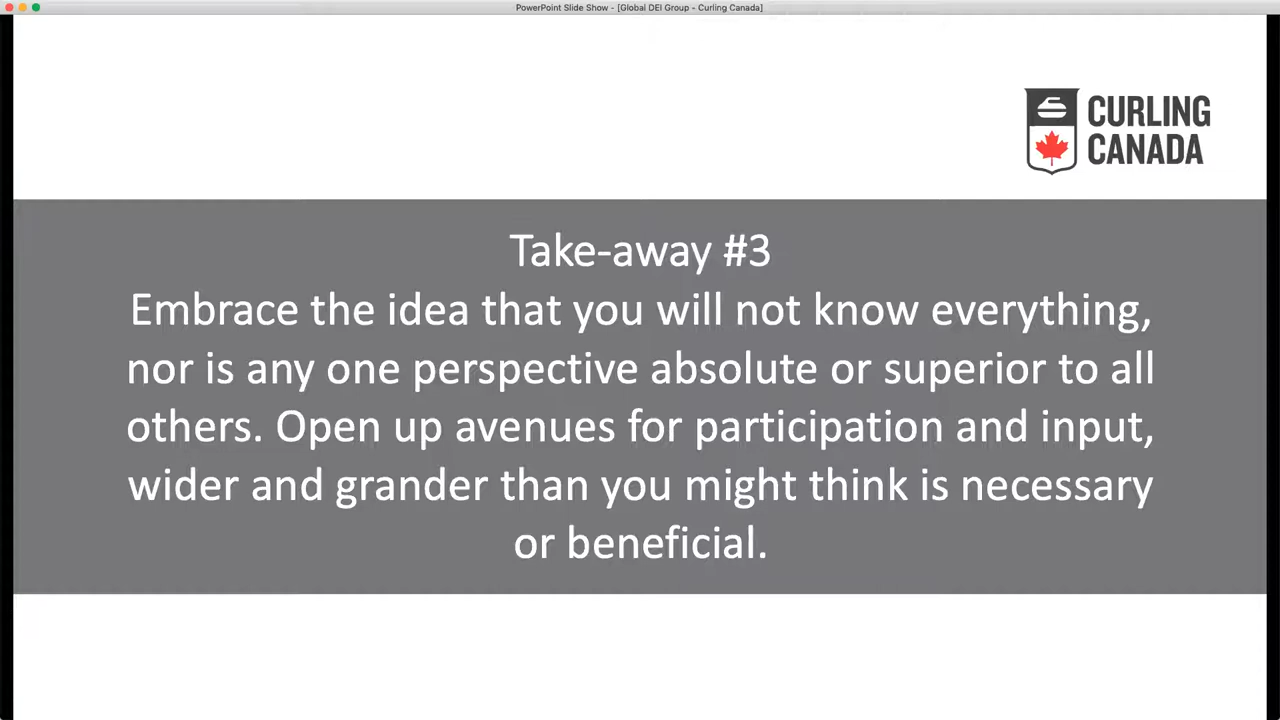 PowerPoint Slide Show - [Global DEI Group - Curling Canada]
CURLING
CANADA
Take-away #3
Embrace the idea that you will not know everything,
nor is any one perspective absolute or superior to all
others. Open up avenues for participation and input,
wider and grander than you might think is necessary
or beneficial.